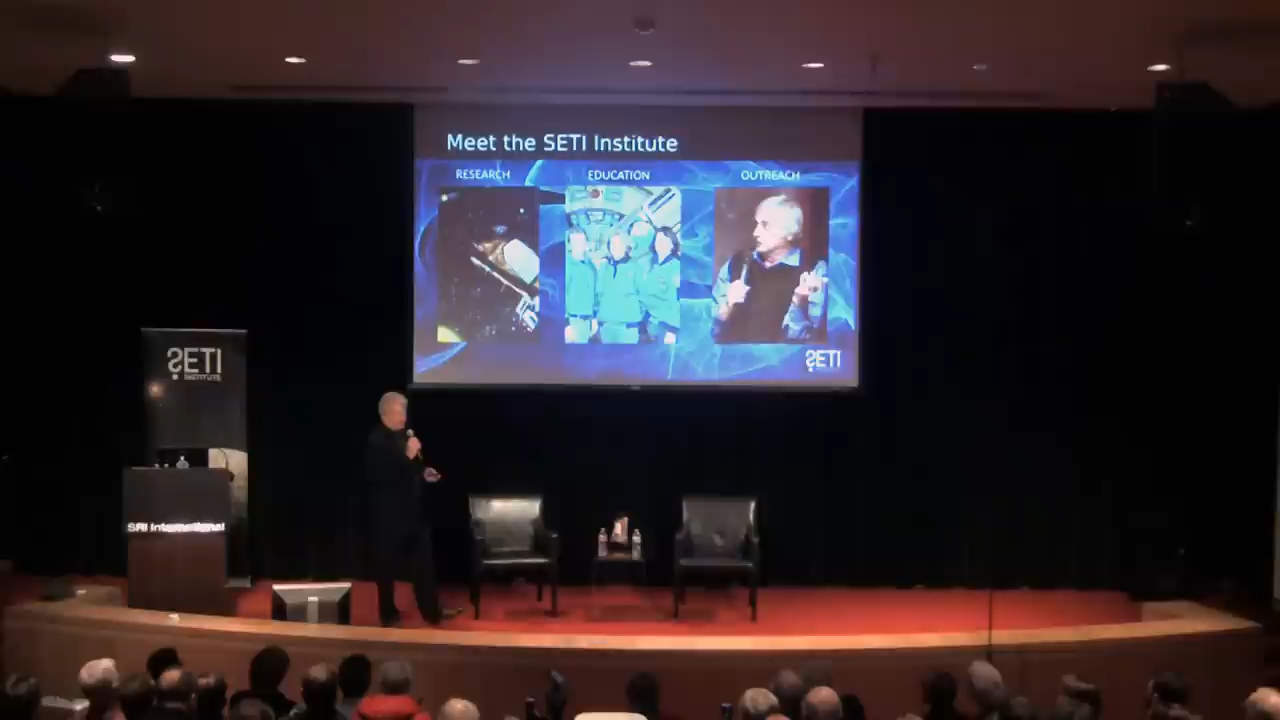 Meet the SETI Institute
RESEARCH
EDUCATION
OUTREACH
SETI
SETI
INSTITUTE
SRI International